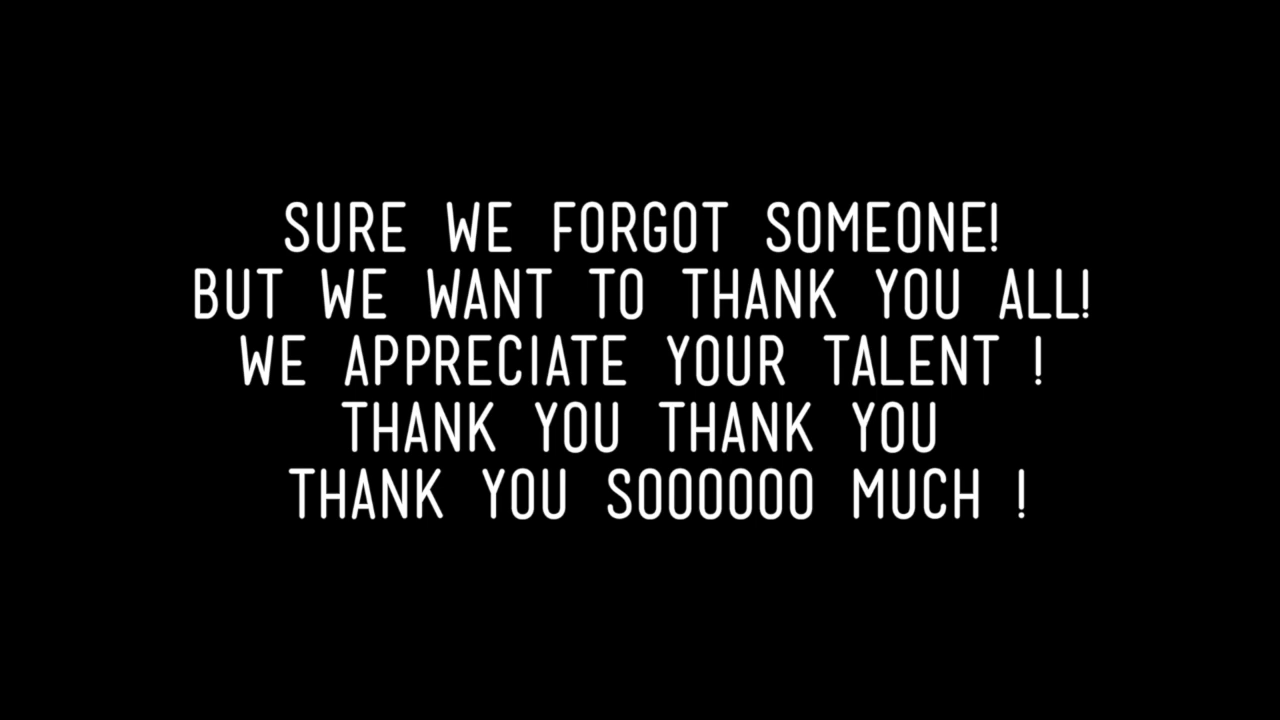 SURE WE FORGOT SOMEONE!
BUT WE WANT TO THANK YOU ALL!
WE APPRECIATE YOUR TALENT !
THANK YOU THANK YOU
THANK YOU SOOOOOO MUCH !